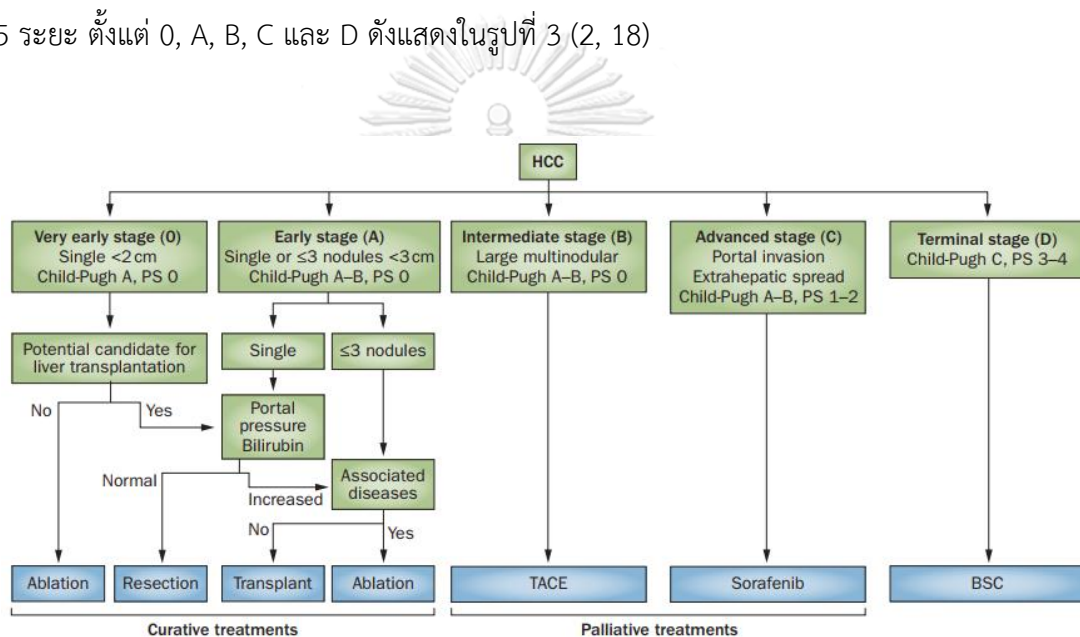 5 ระยะ ตั้งแต่ 0, A, B, C และ D ดังแสดงในรูปที่ 3 (2, 18)
HCC
Very early stage (0)
Single <2 cm
Child-Pugh A, PS 0
Early stage (A)
Single or ≤3 nodules <3 cm
Child-Pugh A–B, PS 0
Intermediate stage (B)
Large multinodular
Child-Pugh A–B, PS 0
Advanced stage (C)
Portal invasion
Extrahepatic spread
Child-Pugh A–B, PS 1–2
Terminal stage (D)
Child-Pugh C, PS 3–4
Potential candidate for
liver transplantation
Single
≤3 nodules
No
Yes
Portal
pressure
Bilirubin
Normal
Increased
Associated
diseases
No
Yes
Ablation
Resection
Transplant
Ablation
TACE
Sorafenib
BSC
Curative treatments
Palliative treatments